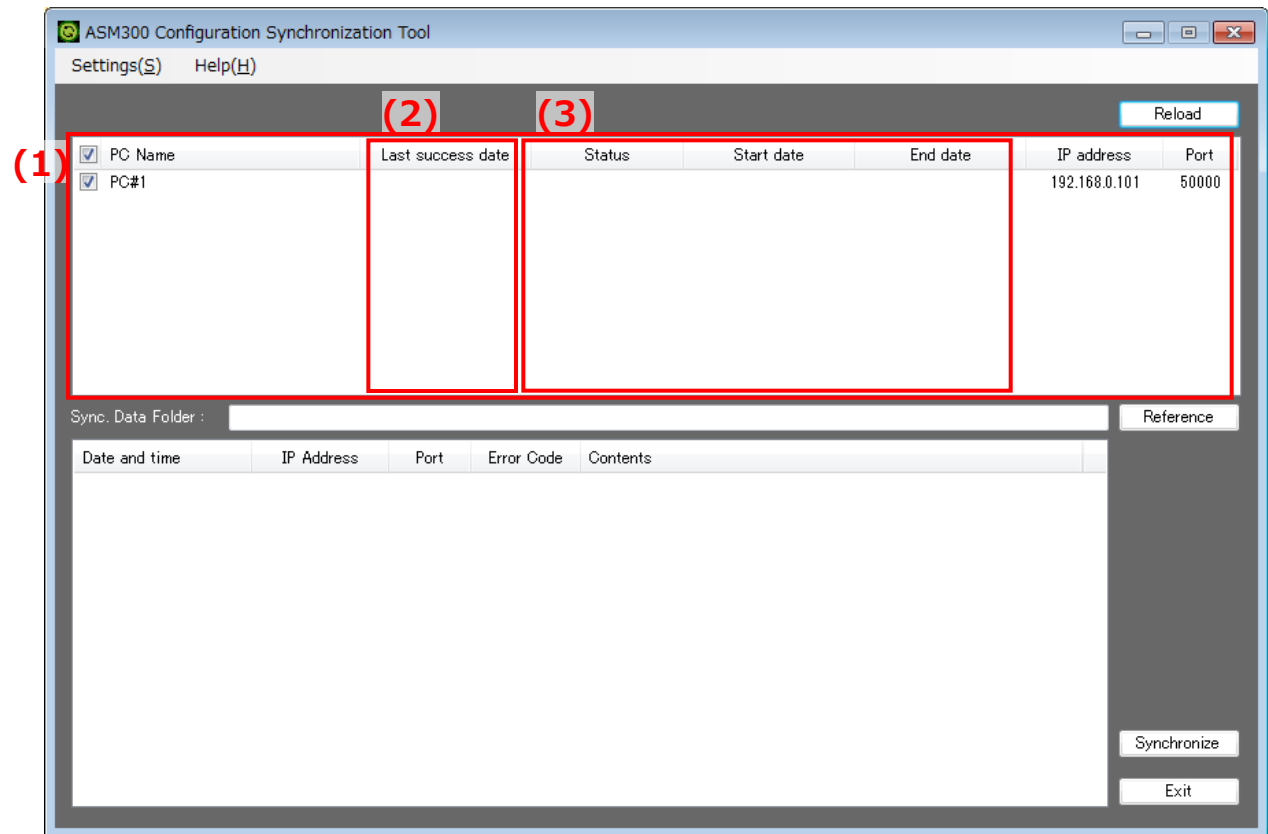 ASM300 Configuration Synchronization Tool
Settings(S) Help(H)
(2) (3)
Reload
(1)
PC Name Last success date Status Start date End date IP address Port
PC#1 192.168.0.101 50000
Sync. Data Folder : Reference
Date and time IP Address Port Error Code Contents
Synchronize
Exit